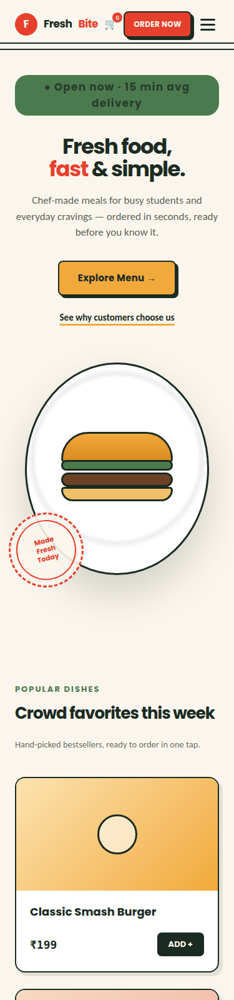 F Fresh Bite 🛒 0 ORDER NOW
● Open now · 15 min avg
delivery
Fresh food,
fast & simple.
Chef-made meals for busy students and
everyday cravings — ordered in seconds, ready
before you know it.
Explore Menu →
See why customers choose us
Made
Fresh
Today
POPULAR DISHES
Crowd favorites this week
Hand-picked bestsellers, ready to order in one tap.
Classic Smash Burger
₹199 ADD +